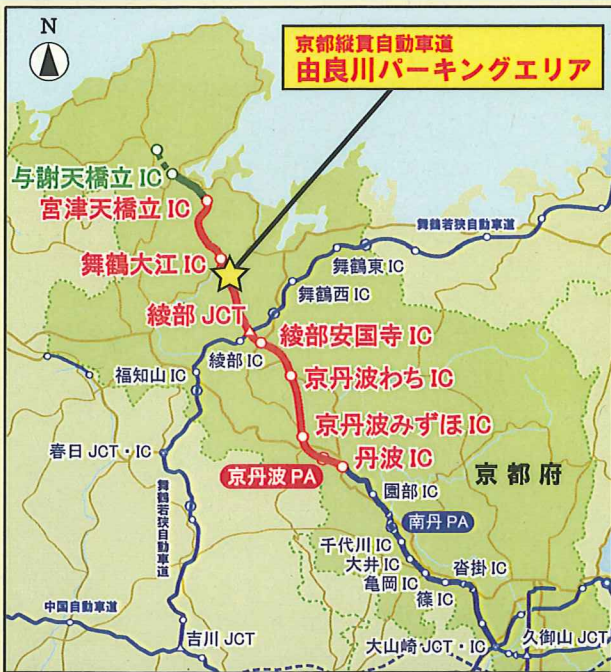 N
京都縦貫自動車道
由良川パーキングエリア
与謝天橋立 IC
宮津天橋立 IC
舞鶴若狭自動車道
舞鶴大江 IC
舞鶴東 IC
舞鶴西 IC
綾部 JCT
綾部安国寺 IC
綾部 IC
福知山 IC
京丹波わち IC
京丹波みずほ IC
春日 JCT・IC
丹波 IC
京丹波 PA
京都府
園部 IC
舞鶴若狭自動車道
南丹 PA
千代川 IC
大井 IC
沓掛 IC
亀岡 IC
篠 IC
中国自動車道
吉川 JCT
大山崎 JCT・IC
久御山 JCT